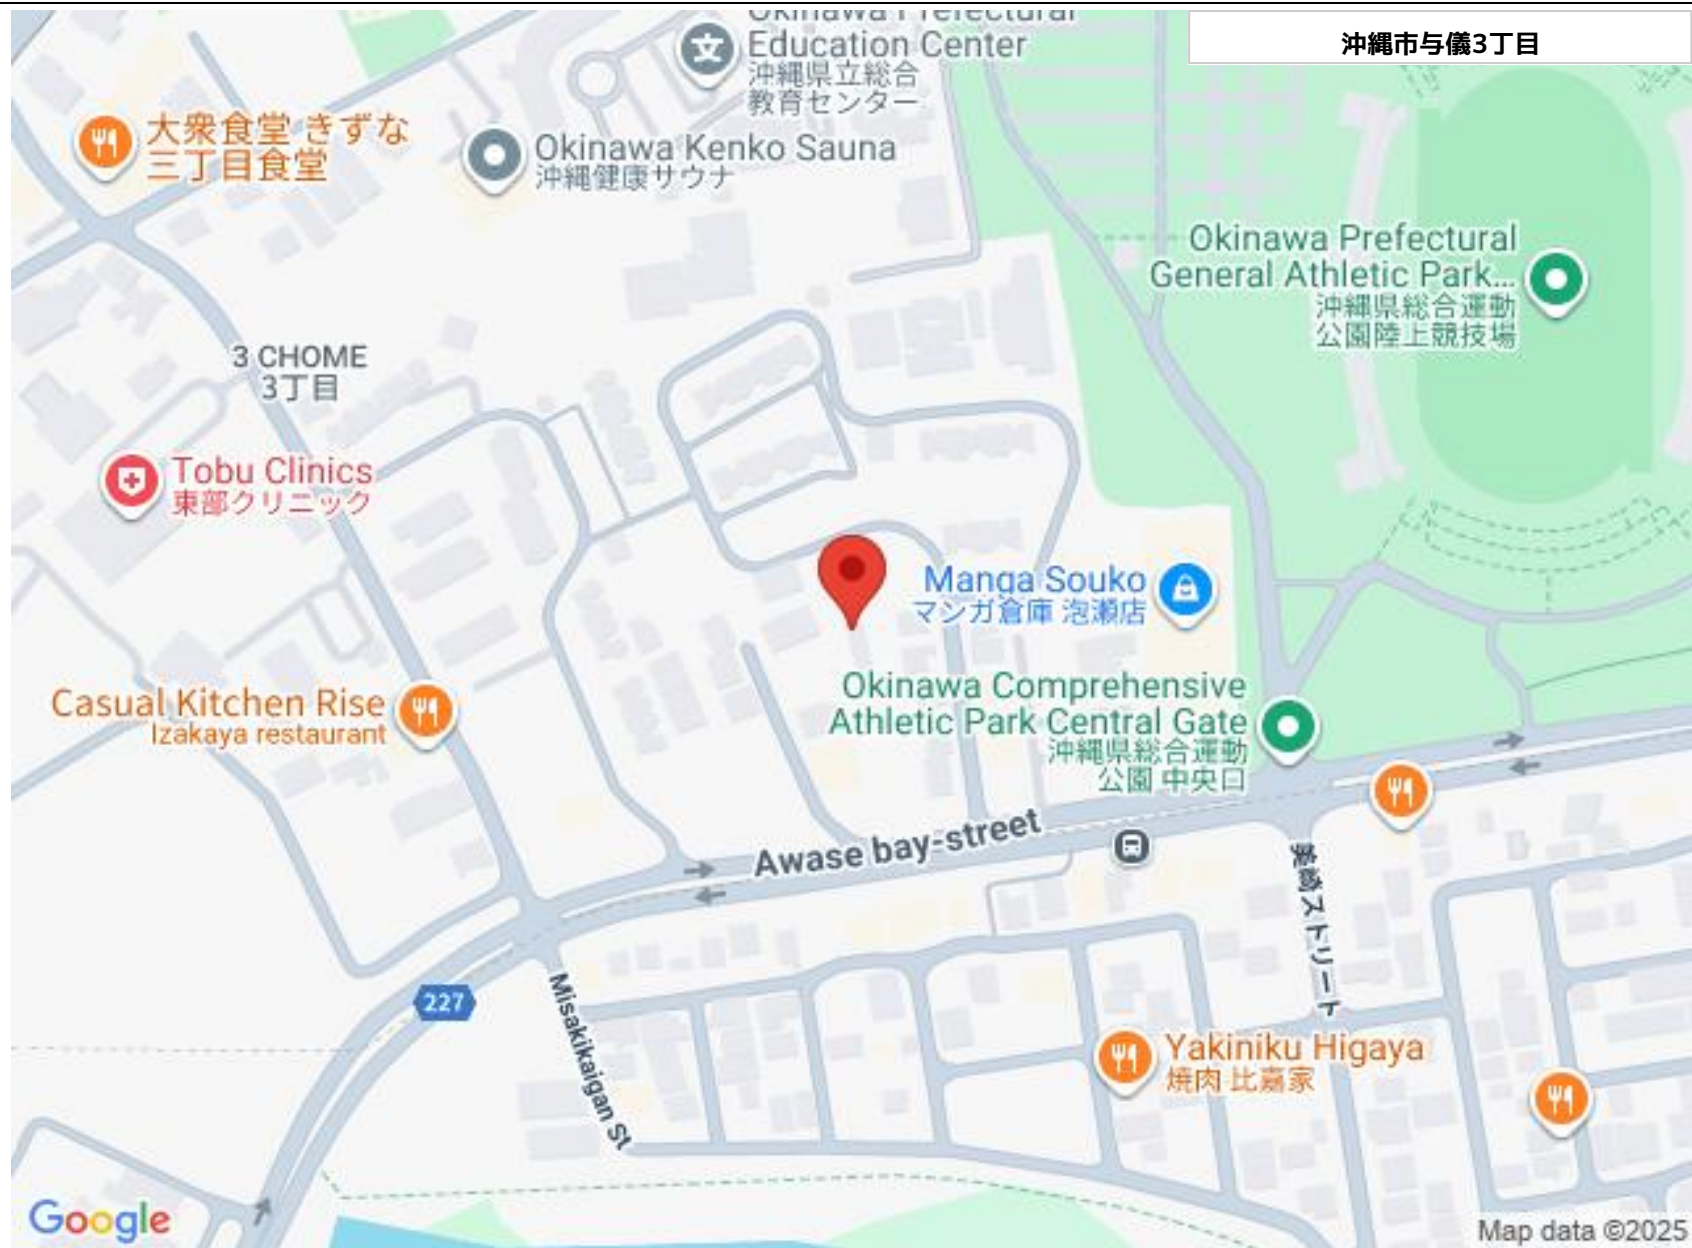 Okinawa Prefectural
Education Center
沖縄県立総合
教育センター
沖縄市与儀3丁目
大衆食堂 きずな
三丁目食堂
Okinawa Kenko Sauna
沖縄健康サウナ
Okinawa Prefectural
General Athletic Park...
沖縄県総合運動
公園陸上競技場
3 CHOME
3丁目
Tobu Clinics
東部クリニック
Manga Souko
マンガ倉庫 泡瀬店
Casual Kitchen Rise
Izakaya restaurant
Okinawa Comprehensive
Athletic Park Central Gate
沖縄県総合運動
公園 中央口
Awase bay-street
美崎ストリート
227
Misakikaigan St
Yakiniku Higaya
焼肉 比嘉家
Google
Map data ©2025